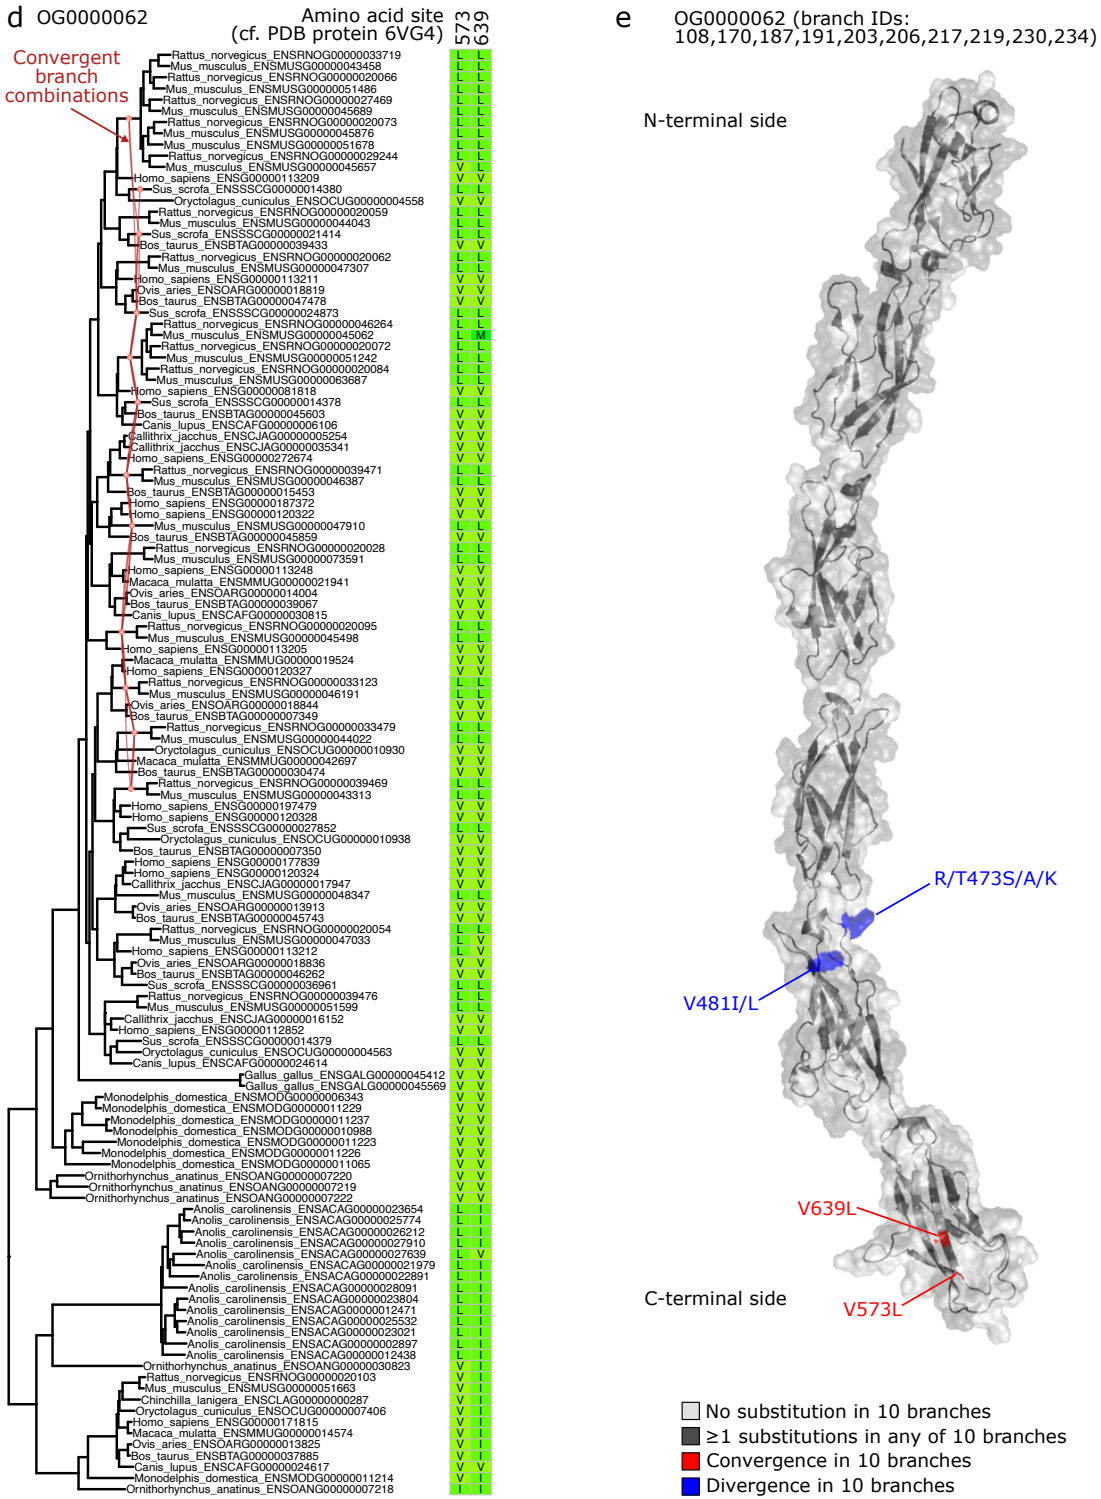 d OG0000062
Amino acid site
(cf. PDB protein 6VG4)
573
639
Convergent
branch
combinations
Rattus_norvegicus_ENSRNOG00000033719 L L
Mus_musculus_ENSMUSG00000043458 L L
Rattus_norvegicus_ENSRNOG00000020066 L L
Mus_musculus_ENSMUSG00000051486 L L
Rattus_norvegicus_ENSRNOG00000027469 L L
Mus_musculus_ENSMUSG00000045689 L L
Rattus_norvegicus_ENSRNOG00000020073 L L
Mus_musculus_ENSMUSG00000045876 L L
Mus_musculus_ENSMUSG00000051678 L L
Rattus_norvegicus_ENSRNOG00000029244 L L
Mus_musculus_ENSMUSG00000045657 V L
Homo_sapiens_ENSG00000113209 V V
Sus_scrofa_ENSSSCG00000014380 L L
Oryctolagus_cuniculus_ENSOCUG00000004558 V V
Rattus_norvegicus_ENSRNOG00000020059 L L
Mus_musculus_ENSMUSG00000044043 L L
Sus_scrofa_ENSSSCG00000021414 L L
Bos_taurus_ENSBTAG00000039433 V V
Rattus_norvegicus_ENSRNOG00000020062 L L
Mus_musculus_ENSMUSG00000047307 L L
Homo_sapiens_ENSG00000113211 V V
Ovis_aries_ENSOARG00000018819 V V
Bos_taurus_ENSBTAG00000047478 V V
Sus_scrofa_ENSSSCG00000024873 L L
Rattus_norvegicus_ENSRNOG00000046264 L L
Mus_musculus_ENSMUSG00000045062 L M
Rattus_norvegicus_ENSRNOG00000020072 L L
Mus_musculus_ENSMUSG00000051242 L L
Rattus_norvegicus_ENSRNOG00000020084 L L
Mus_musculus_ENSMUSG00000063687 L L
Homo_sapiens_ENSG00000081818 V V
Sus_scrofa_ENSSSCG00000014378 L L
Bos_taurus_ENSBTAG00000045603 V V
Canis_lupus_ENSCAFG00000006106 V V
Callithrix_jacchus_ENSCJAG00000005254 V V
Callithrix_jacchus_ENSCJAG00000035341 V V
Homo_sapiens_ENSG00000272674 V V
Rattus_norvegicus_ENSRNOG00000039471 L L
Mus_musculus_ENSMUSG00000046387 L L
Bos_taurus_ENSBTAG00000015453 V V
Homo_sapiens_ENSG00000187372 V V
Homo_sapiens_ENSG00000120322 V V
Mus_musculus_ENSMUSG00000047910 L L
Bos_taurus_ENSBTAG00000045859 V V
Rattus_norvegicus_ENSRNOG00000020028 L L
Mus_musculus_ENSMUSG00000073591 L L
Homo_sapiens_ENSG00000113248 V V
Macaca_mulatta_ENSMMUG00000021941 V V
Ovis_aries_ENSOARG00000014004 V V
Bos_taurus_ENSBTAG00000039067 V V
Canis_lupus_ENSCAFG00000030815 V V
Rattus_norvegicus_ENSRNOG00000020095 L L
Mus_musculus_ENSMUSG00000045498 L L
Homo_sapiens_ENSG00000113205 V V
Macaca_mulatta_ENSMMUG00000019524 V V
Homo_sapiens_ENSG00000120327 V V
Rattus_norvegicus_ENSRNOG00000033123 L L
Mus_musculus_ENSMUSG00000046191 L L
Ovis_aries_ENSOARG00000018844 V V
Bos_taurus_ENSBTAG00000007349 V V
Rattus_norvegicus_ENSRNOG00000033479 L L
Mus_musculus_ENSMUSG00000044022 L L
Oryctolagus_cuniculus_ENSOCUG00000010930 V V
Macaca_mulatta_ENSMMUG00000042697 V V
Bos_taurus_ENSBTAG00000030474 V V
Rattus_norvegicus_ENSRNOG00000039469 L L
Mus_musculus_ENSMUSG00000043313 L L
Homo_sapiens_ENSG00000197479 V V
Homo_sapiens_ENSG00000120328 V V
Sus_scrofa_ENSSSCG00000027852 L L
Oryctolagus_cuniculus_ENSOCUG00000010938 V V
Bos_taurus_ENSBTAG00000007350 V V
Homo_sapiens_ENSG00000177839 V V
Homo_sapiens_ENSG00000120324 V V
Callithrix_jacchus_ENSCJAG00000017947 V V
Mus_musculus_ENSMUSG00000048347 L L
Ovis_aries_ENSOARG00000013913 V V
Bos_taurus_ENSBTAG00000045743 V V
Rattus_norvegicus_ENSRNOG00000020054 L L
Mus_musculus_ENSMUSG00000047033 L V
Homo_sapiens_ENSG00000113212 L V
Ovis_aries_ENSOARG00000018836 V V
Bos_taurus_ENSBTAG00000046262 V V
Sus_scrofa_ENSSSCG00000036961 L L
Rattus_norvegicus_ENSRNOG00000039476 L L
Mus_musculus_ENSMUSG00000051599 L L
Callithrix_jacchus_ENSCJAG00000016152 V V
Homo_sapiens_ENSG00000112852 V V
Sus_scrofa_ENSSSCG00000014379 L L
Oryctolagus_cuniculus_ENSOCUG00000004563 V V
Canis_lupus_ENSCAFG00000024614 V V
Gallus_gallus_ENSGALG00000045412 V V
Gallus_gallus_ENSGALG00000045569 V V
Monodelphis_domestica_ENSMODG00000006343 V V
Monodelphis_domestica_ENSMODG00000011229 V V
Monodelphis_domestica_ENSMODG00000011237 V V
Monodelphis_domestica_ENSMODG00000010988 V V
Monodelphis_domestica_ENSMODG00000011223 V V
Monodelphis_domestica_ENSMODG00000011226 V V
Monodelphis_domestica_ENSMODG00000011065 V V
Ornithorhynchus_anatinus_ENSOANG00000007220 V V
Ornithorhynchus_anatinus_ENSOANG00000007219 V V
Ornithorhynchus_anatinus_ENSOANG00000007222 V V
Anolis_carolinensis_ENSACAG00000023654 L I
Anolis_carolinensis_ENSACAG00000025774 L I
Anolis_carolinensis_ENSACAG00000026212 L I
Anolis_carolinensis_ENSACAG00000027910 L I
Anolis_carolinensis_ENSACAG00000027639 L V
Anolis_carolinensis_ENSACAG00000021979 L I
Anolis_carolinensis_ENSACAG00000022891 L I
Anolis_carolinensis_ENSACAG00000028091 L I
Anolis_carolinensis_ENSACAG00000023804 L I
Anolis_carolinensis_ENSACAG00000012471 L I
Anolis_carolinensis_ENSACAG00000025532 L I
Anolis_carolinensis_ENSACAG00000023021 L I
Anolis_carolinensis_ENSACAG00000002897 L I
Anolis_carolinensis_ENSACAG00000012438 L I
Ornithorhynchus_anatinus_ENSOANG00000030823 V I
Rattus_norvegicus_ENSRNOG00000020103 V I
Mus_musculus_ENSMUSG00000051663 V I
Chinchilla_lanigera_ENSCLAG00000000287 V I
Oryctolagus_cuniculus_ENSOCUG00000007406 V I
Homo_sapiens_ENSG00000171815 V I
Macaca_mulatta_ENSMMUG00000014574 V I
Ovis_aries_ENSOARG00000013825 V I
Bos_taurus_ENSBTAG00000037885 V I
Canis_lupus_ENSCAFG00000024617 V V
Monodelphis_domestica_ENSMODG00000011214 V I
Ornithorhynchus_anatinus_ENSOANG00000007218 I I
e OG0000062 (branch IDs:
108,170,187,191,203,206,217,219,230,234)
N-terminal side
R/T473S/A/K
V481I/L
V639L
C-terminal side
V573L
No substitution in 10 branches
≥1 substitutions in any of 10 branches
Convergence in 10 branches
Divergence in 10 branches